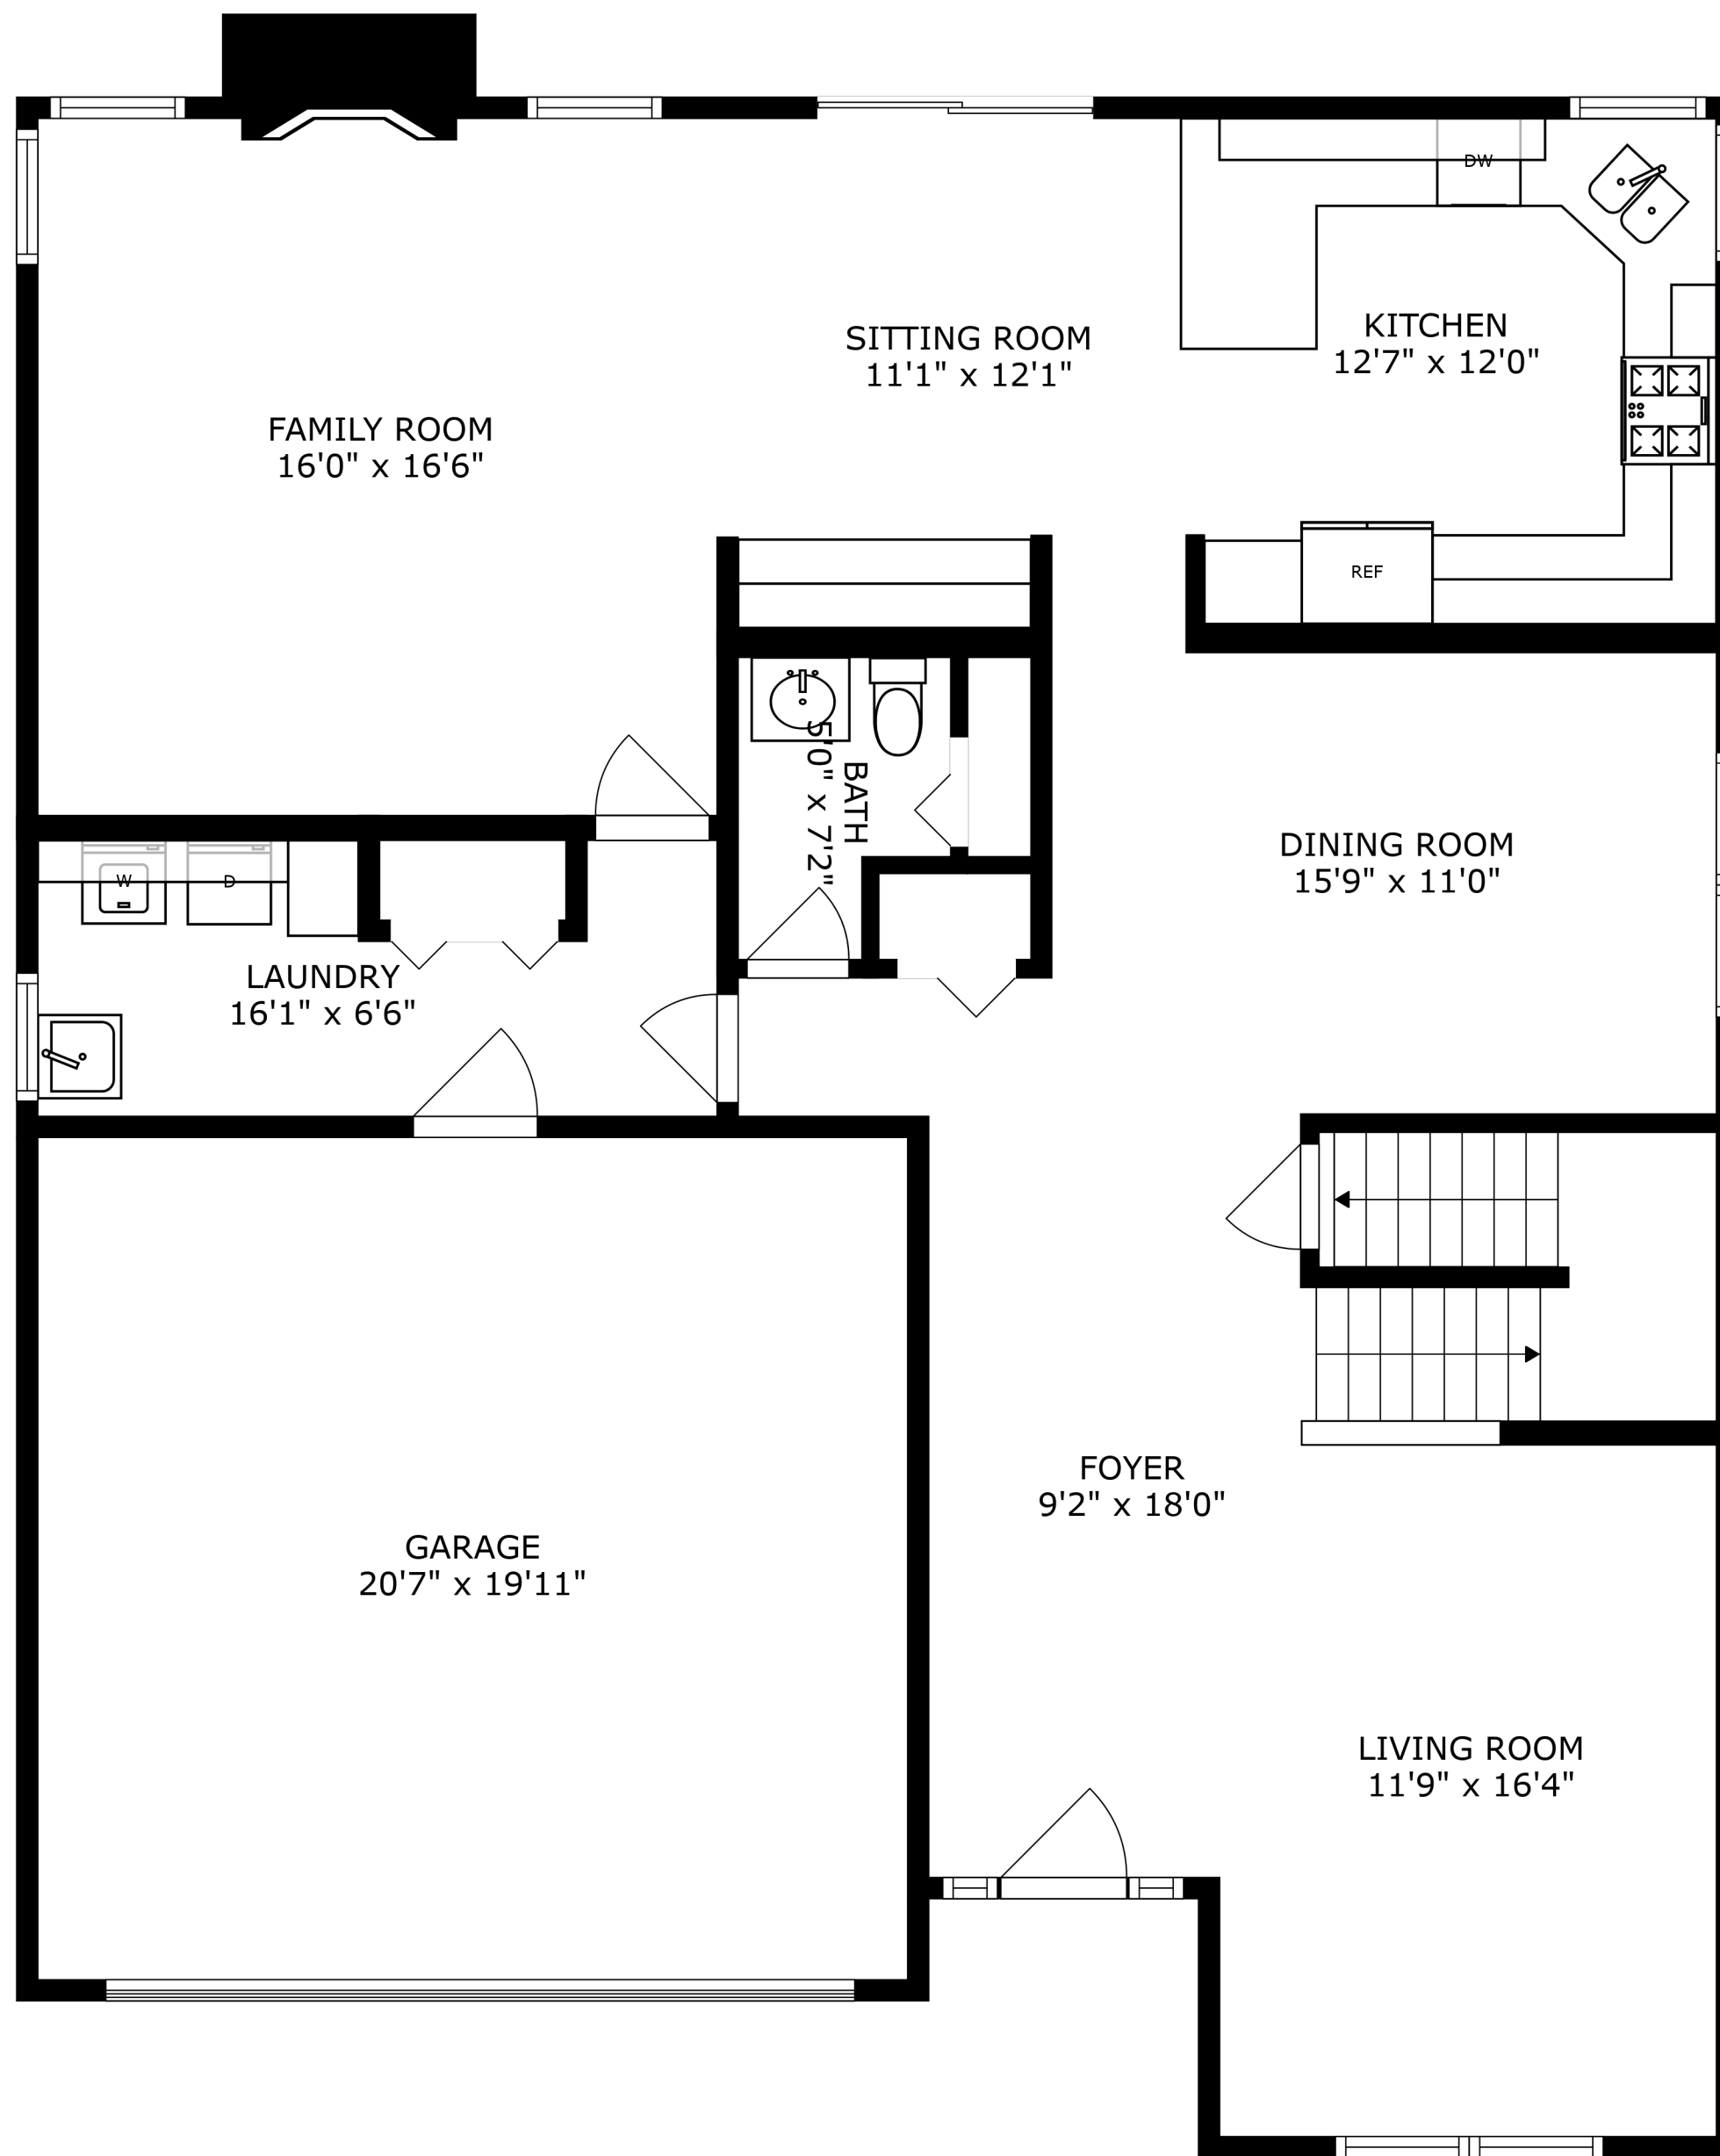 DW
SITTING ROOM
11'1" x 12'1"
KITCHEN
12'7" x 12'0"
FAMILY ROOM
16'0" x 16'6"
REF
BATH
5'0" x 7'2"
DINING ROOM
15'9" x 11'0"
W
D
LAUNDRY
16'1" x 6'6"
FOYER
9'2" x 18'0"
GARAGE
20'7" x 19'11"
LIVING ROOM
11'9" x 16'4"